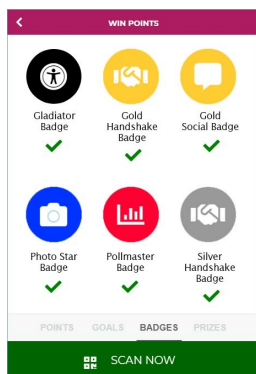 WIN POINTS
Gladiator
Badge
Gold
Handshake
Badge
Gold
Social Badge
Photo Star
Badge
Pollmaster
Badge
Silver
Handshake
Badge
POINTS GOALS BADGES PRIZES
SCAN NOW